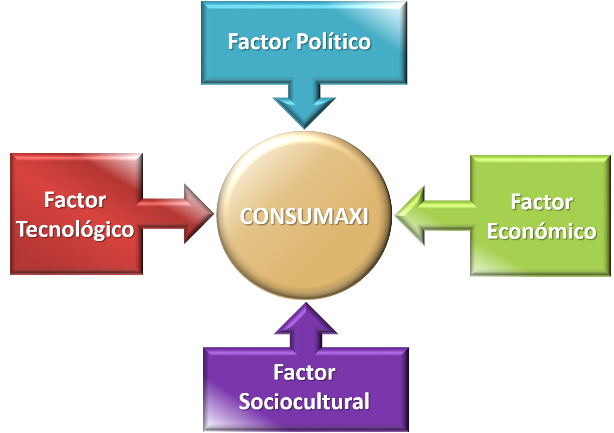 Factor Político
Factor
Tecnológico
CONSUMAXI
Factor
Económico
Factor
Sociocultural